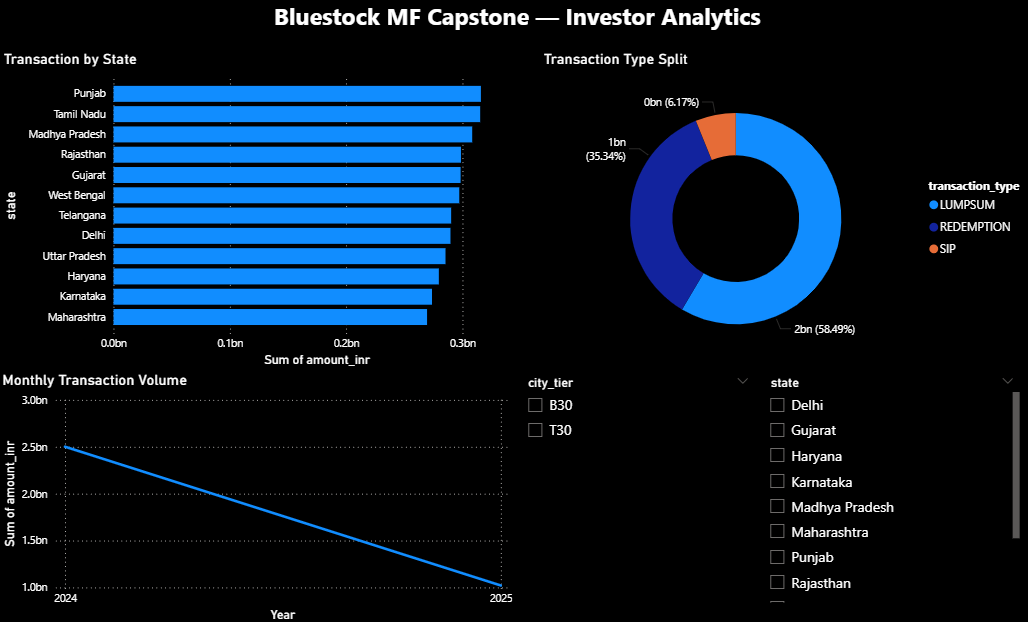 Bluestock MF Capstone — Investor Analytics
Transaction by State
state
Punjab
Tamil Nadu
Madhya Pradesh
Rajasthan
Gujarat
West Bengal
Telangana
Delhi
Uttar Pradesh
Haryana
Karnataka
Maharashtra
0.0bn 0.1bn 0.2bn 0.3bn
Sum of amount_inr
Transaction Type Split
0bn (6.17%)
1bn
(35.34%)
2bn (58.49%)
transaction_type
LUMPSUM
REDEMPTION
SIP
Monthly Transaction Volume
Sum of amount_inr
3.0bn
2.5bn
2.0bn
1.5bn
1.0bn
2024 2025
Year
city_tier
B30
T30
state
Delhi
Gujarat
Haryana
Karnataka
Madhya Pradesh
Maharashtra
Punjab
Rajasthan